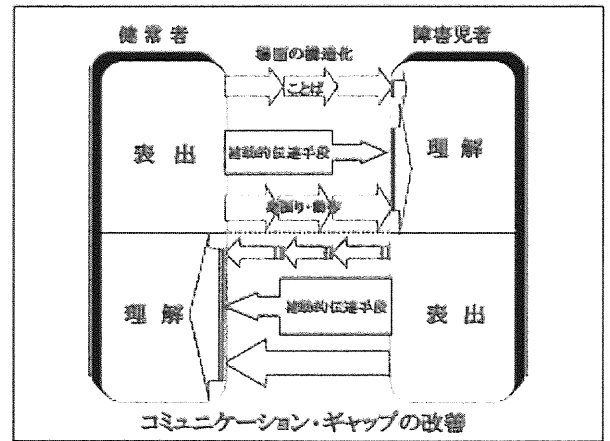 健常者
障害児者
場面の構造化
ことば
表出
補助的伝達手段
理解
身振り・動作
理解
補助的伝達手段
表出
コミュニケーション・ギャップの改善